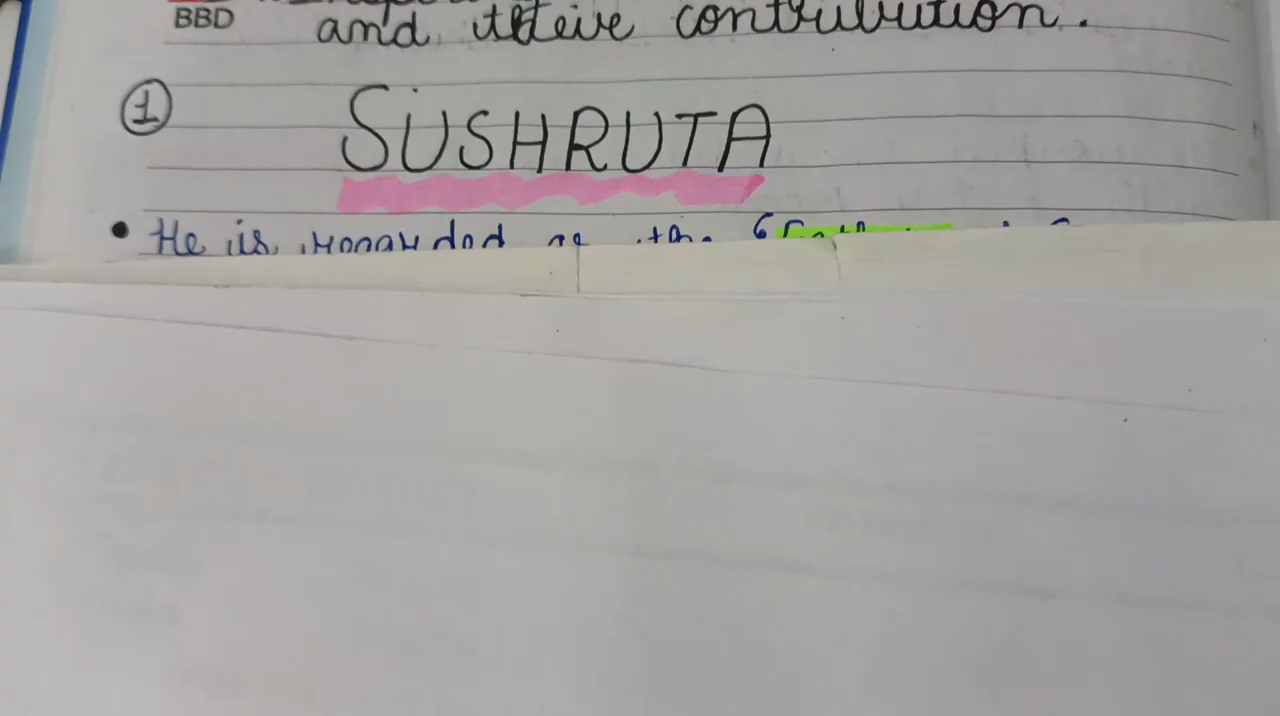 BBD
and their contribution.
1
SUSHRUTA
• He is regarded as the